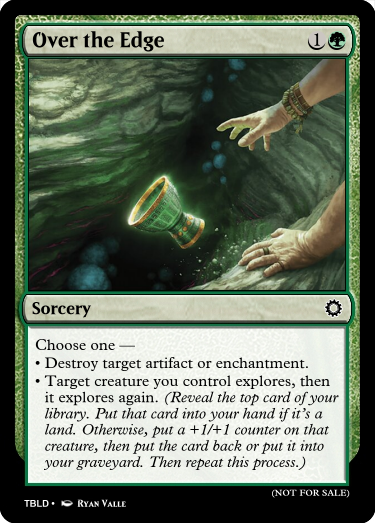 Over the Edge 1
Sorcery
Choose one —
• Destroy target artifact or enchantment.
• Target creature you control explores, then
it explores again. (Reveal the top card of your
library. Put that card into your hand if it's a
land. Otherwise, put a +1/+1 counter on that
creature, then put the card back or put it into
your graveyard. Then repeat this process.)
(NOT FOR SALE)
TBLD • Ryan Valle